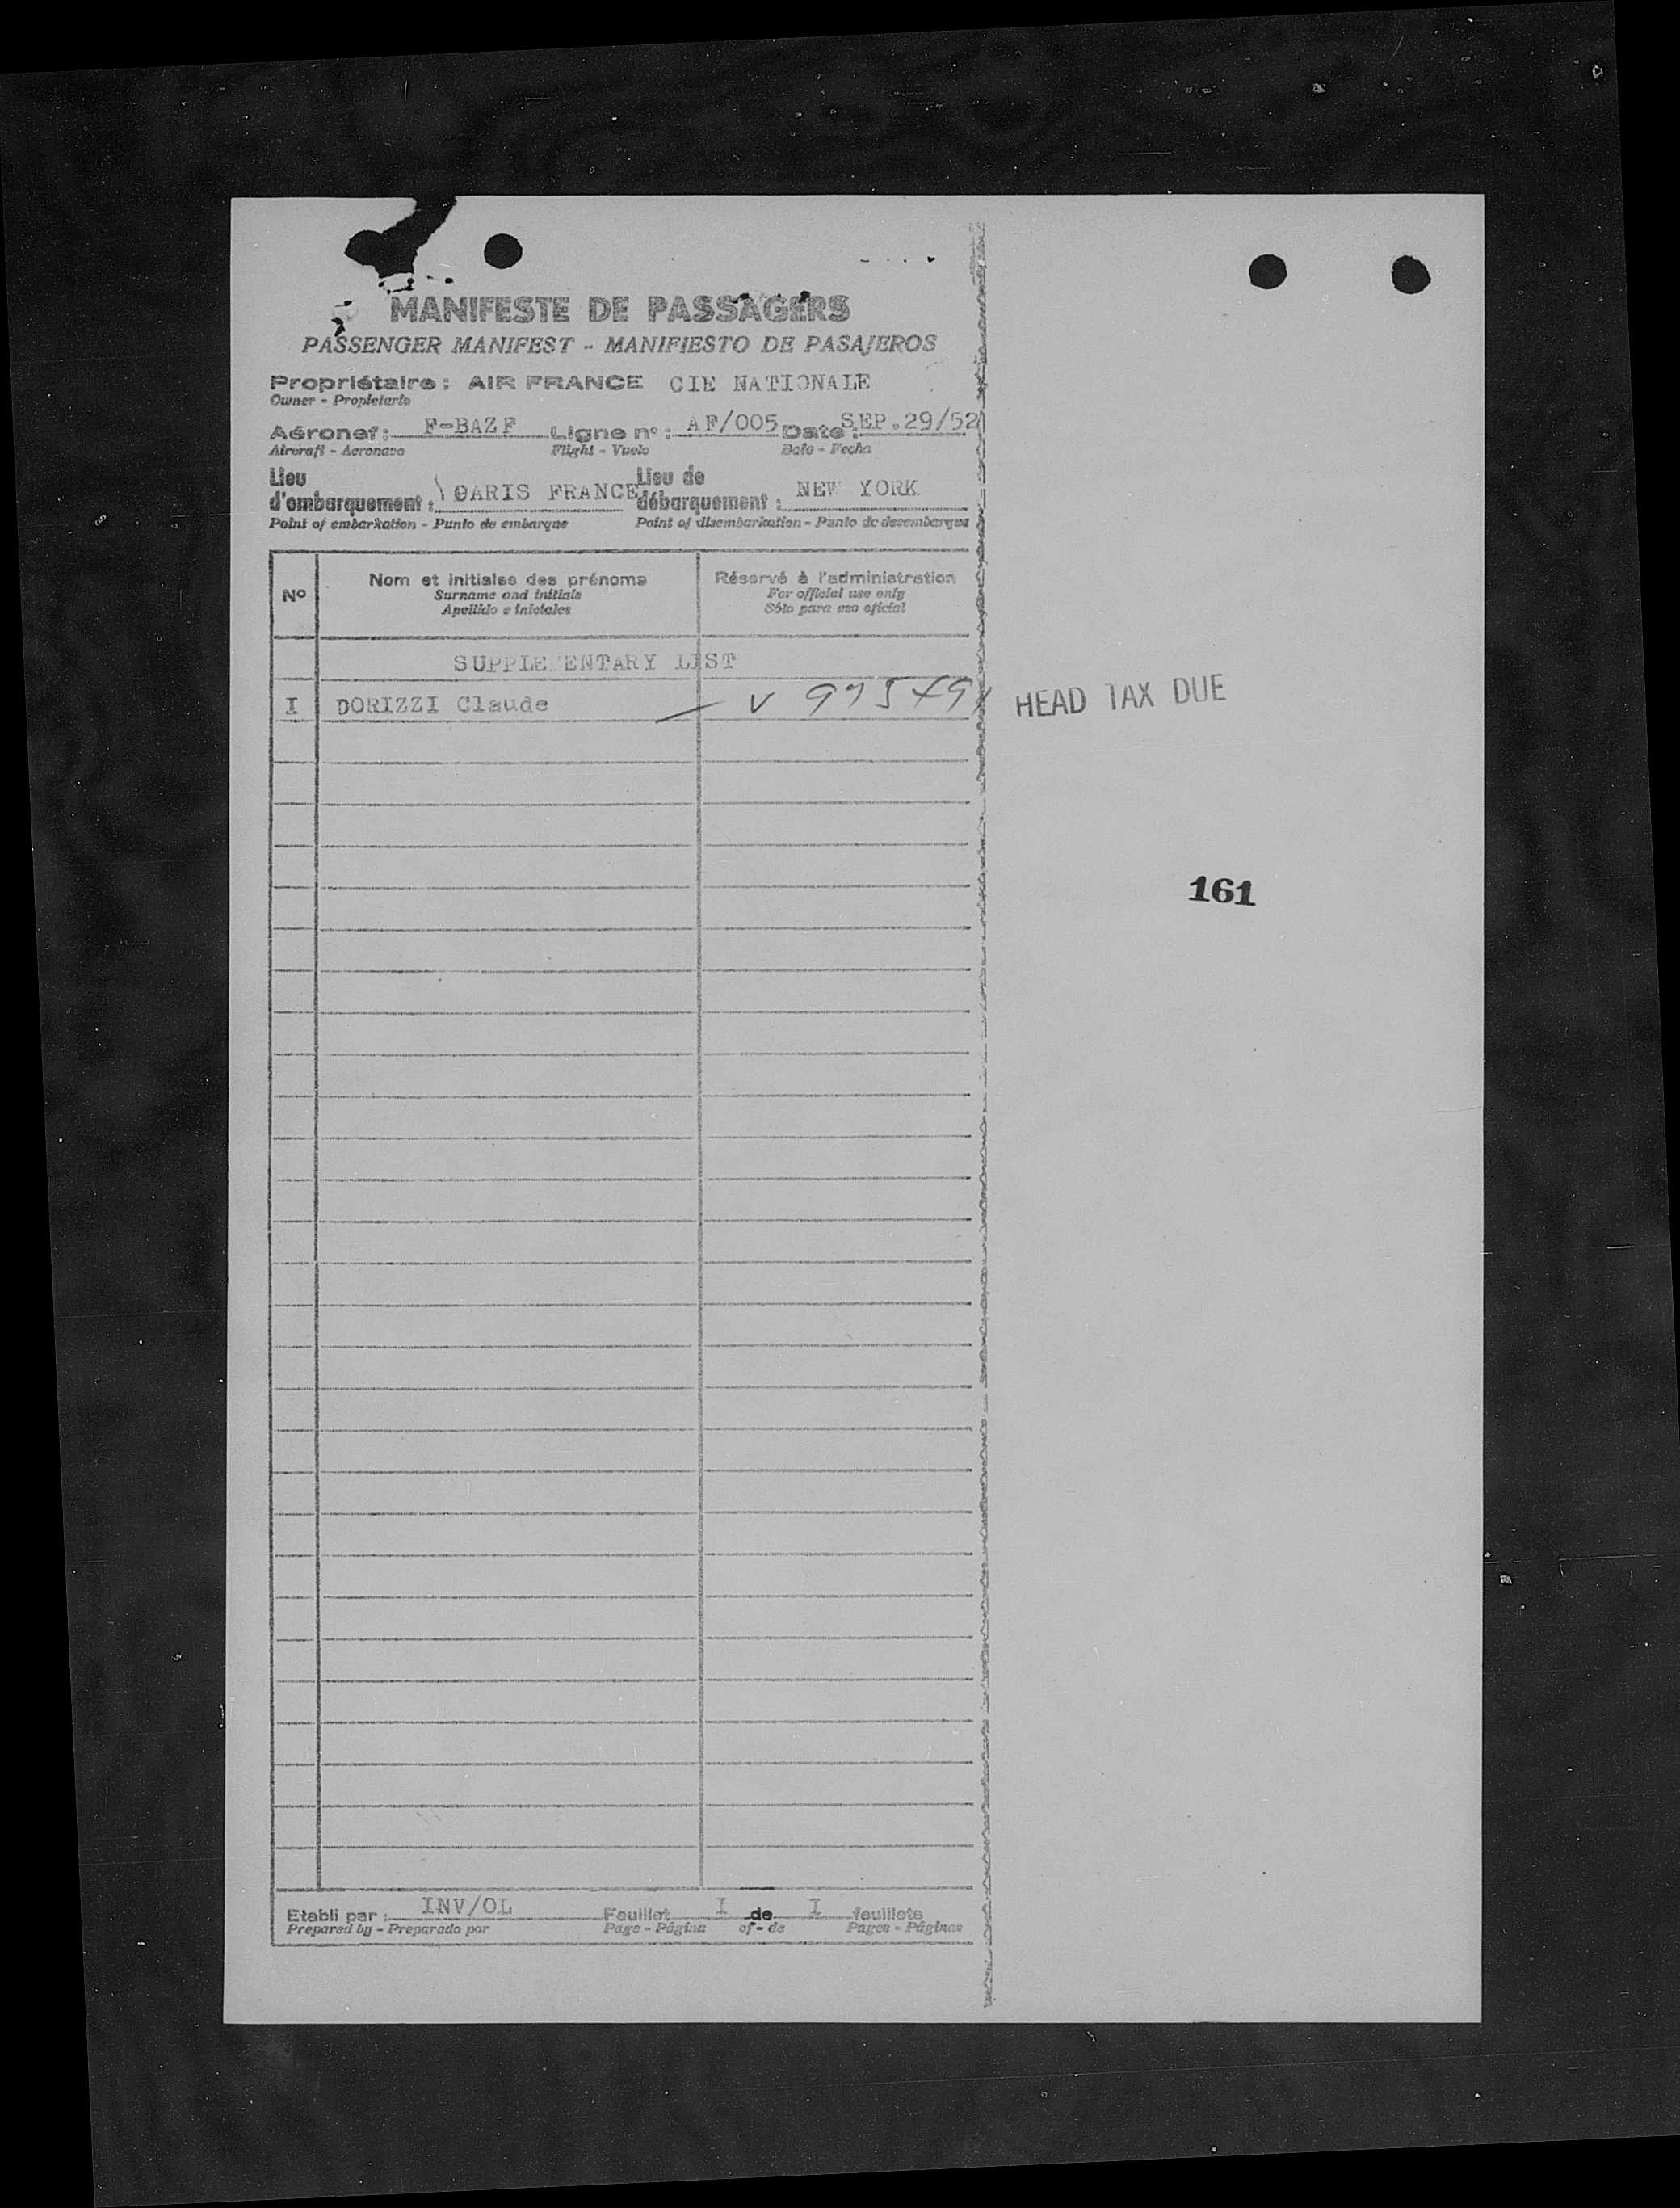 MANIFESTE DE PASSAGERS
PASSENGER MANIFEST - MANIFIESTO DE PASAJEROS
Propriétaire : AIR FRANCE CIE NATIONALE
Owner - Propietario
Aéronef : F-BAZF Ligne n° : AF/005 Date : SEP.29/52
Aircraft - Aeronave Flight - Vuelo Date - Fecha
Lieu d'embarquement : PARIS FRANCE Lieu de débarquement : NEW YORK
Point of embarkation - Punto de embarque Point of disembarkation - Punto de desembarque
N° Nom et initiales des prénoms Réservé à l'administration
Surname and initials For official use only
Apellido e iniciales Sólo para uso oficial
SUPPLEMENTARY LIST
I DORIZZI Claude V HEAD TAX DUE
161
Etabli par : INV/OL Feuillet I de I feuillets
Prepared by - Preparado por Page - Página of - de Pages - Páginas